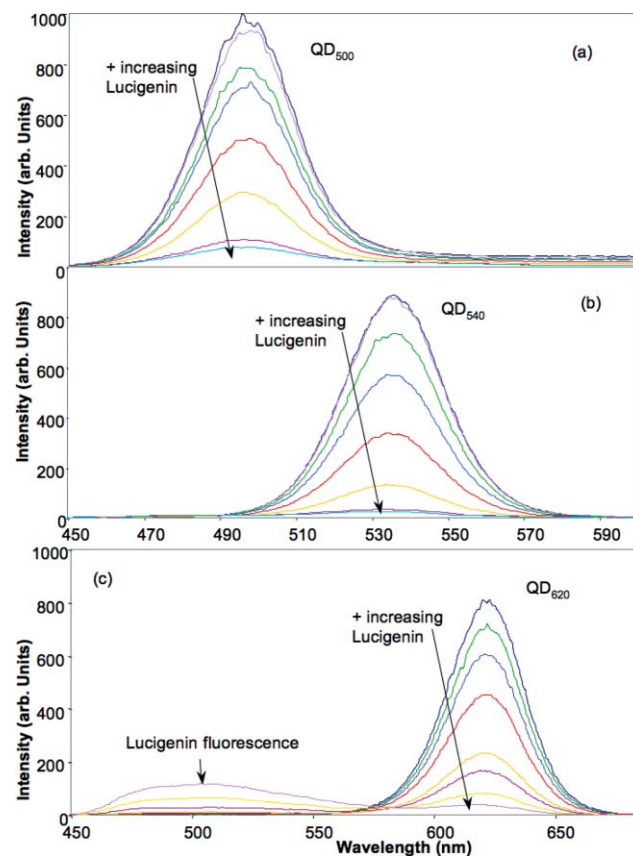 1000
800
600
400
200
0
Intensity (arb. Units)
QD500
(a)
+ increasing
Lucigenin
800
600
400
200
0
Intensity (arb. Units)
QD540
(b)
+ increasing
Lucigenin
450 470 490 510 530 550 570 590
1000
800
600
400
200
0
Intensity (arb. Units)
(c)
QD620
+ increasing
Lucigenin
Lucigenin fluorescence
450 500 550 600 650
Wavelength (nm)